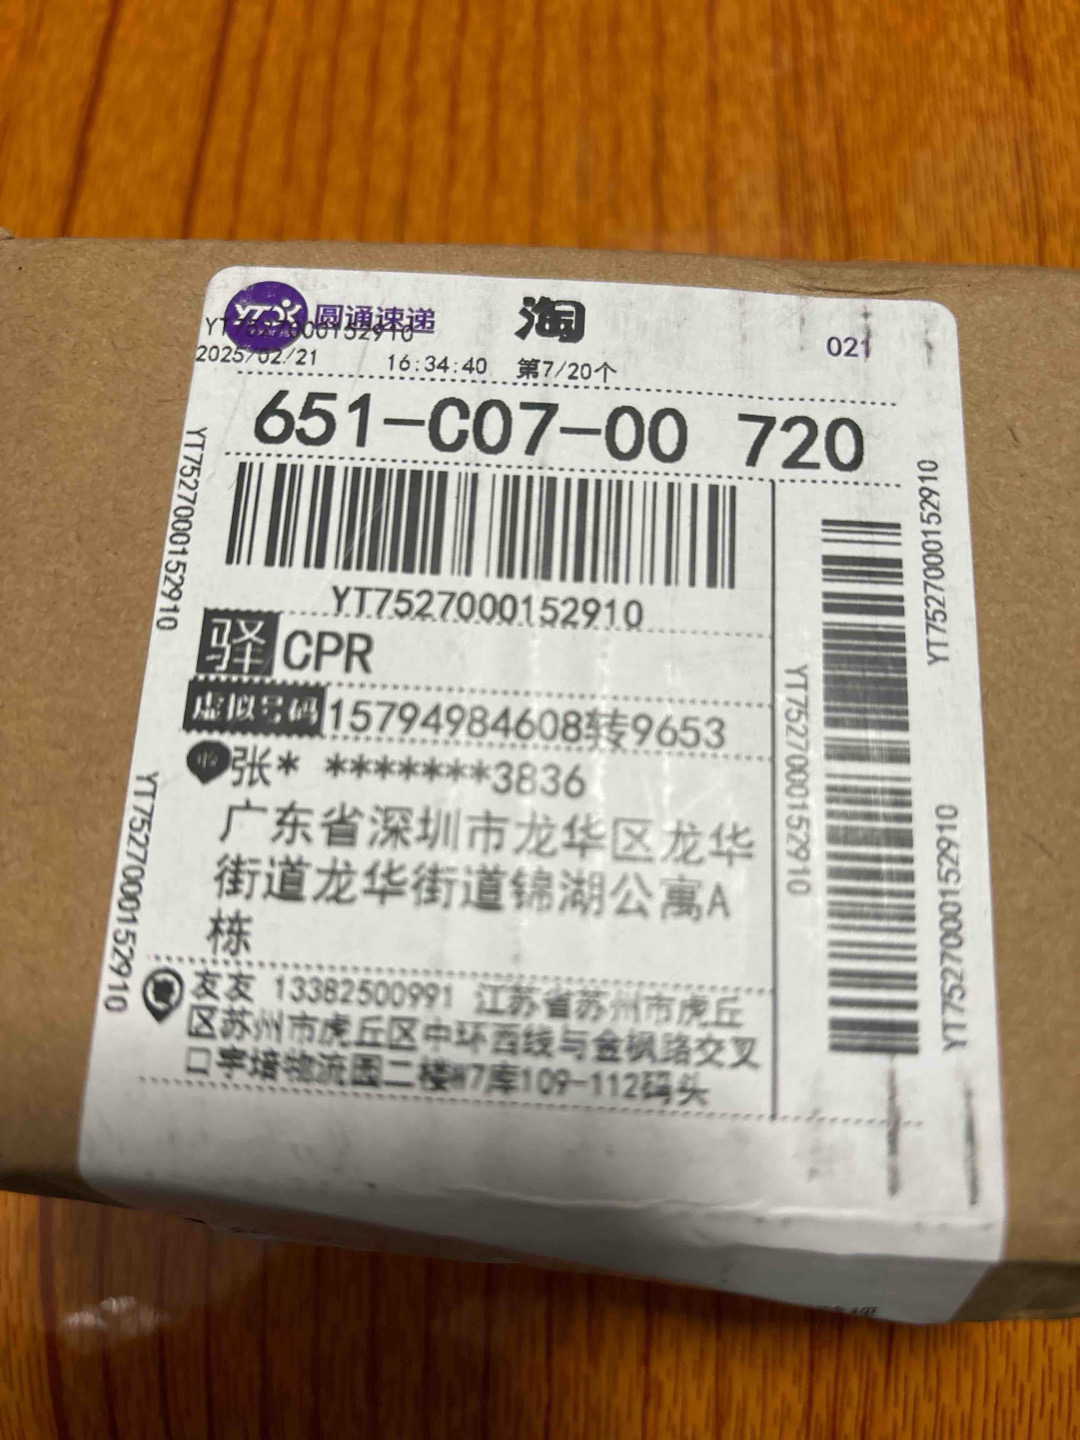 圆通速递
淘
021
YT7527000152910
2025/02/21 16:34:40 第7/20个
651-C07-00 720
YT7527000152910
驿 CPR
虚拟号码 15794984608转9653
收 张* *******3836
广东省深圳市龙华区龙华
街道龙华街道锦湖公寓A
栋
友友 13382500991 江苏省苏州市虎丘
区苏州市虎丘区中环西线与金枫路交叉
口宇培物流园二楼W7库109-112码头
YT7527000152910
YT7527000152910
YT7527000152910
YT7527000152910
YT7527000152910